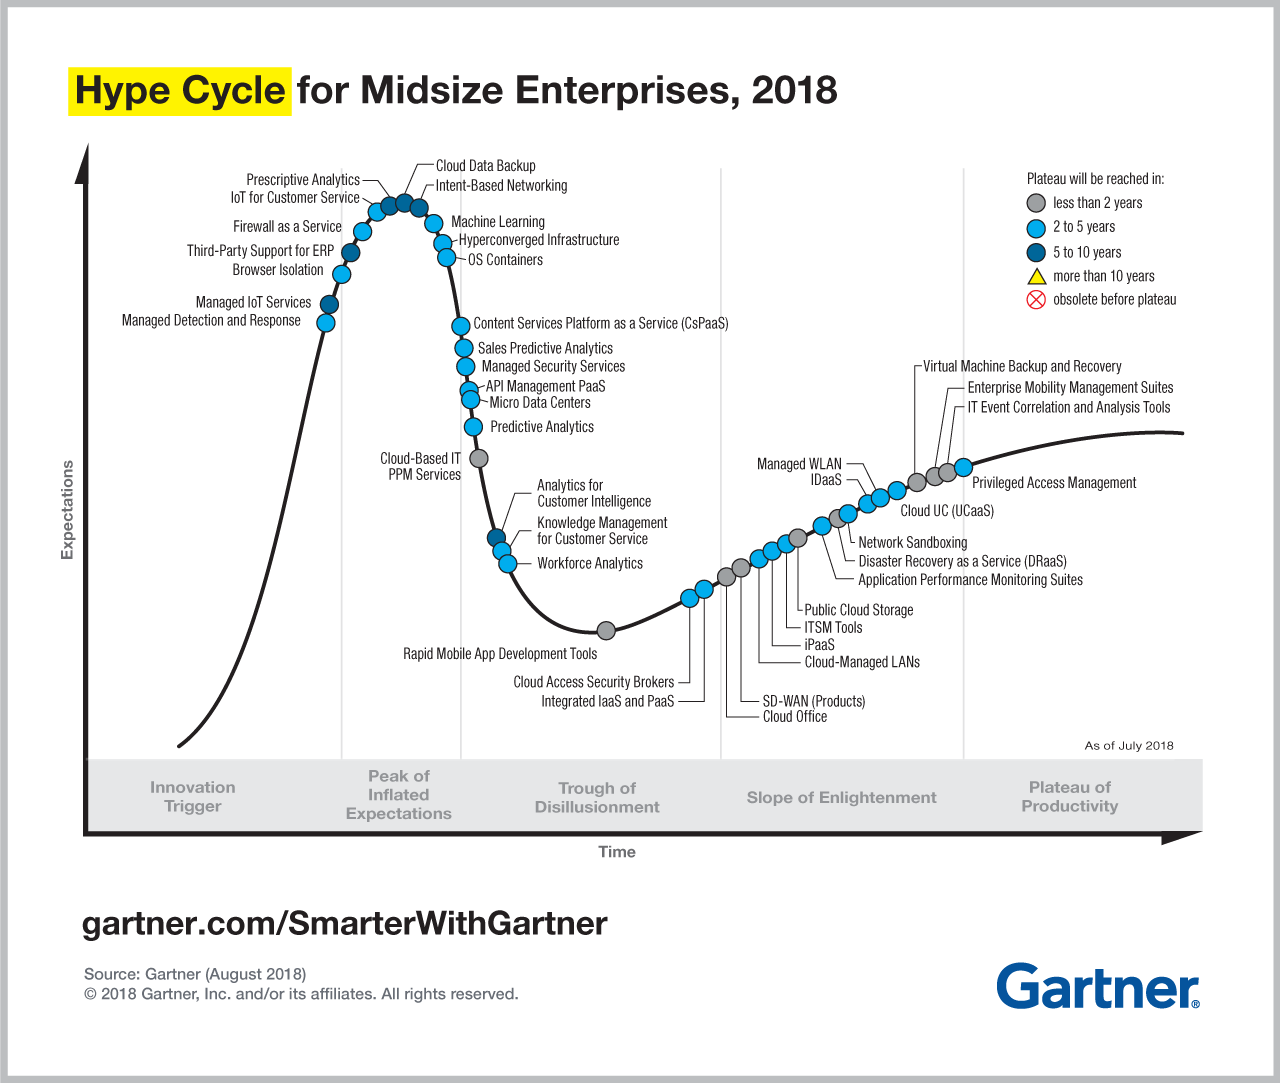 Hype Cycle for Midsize Enterprises, 2018
Cloud Data Backup
Prescriptive Analytics
Intent-Based Networking
IoT for Customer Service
Firewall as a Service
Machine Learning
Hyperconverged Infrastructure
Third-Party Support for ERP
OS Containers
Browser Isolation
Managed IoT Services
Managed Detection and Response
Plateau will be reached in:
less than 2 years
2 to 5 years
5 to 10 years
more than 10 years
obsolete before plateau
Content Services Platform as a Service (CsPaaS)
Sales Predictive Analytics
Managed Security Services
API Management PaaS
Micro Data Centers
Predictive Analytics
Cloud-Based IT
PPM Services
Analytics for
Customer Intelligence
Knowledge Management
for Customer Service
Workforce Analytics
Rapid Mobile App Development Tools
Cloud Access Security Brokers
Integrated IaaS and PaaS
Virtual Machine Backup and Recovery
Enterprise Mobility Management Suites
IT Event Correlation and Analysis Tools
Managed WLAN
IDaaS
Privileged Access Management
Cloud UC (UCaaS)
Network Sandboxing
Disaster Recovery as a Service (DRaaS)
Application Performance Monitoring Suites
Public Cloud Storage
ITSM Tools
iPaaS
Cloud-Managed LANs
SD-WAN (Products)
Cloud Office
As of July 2018
Expectations
Innovation
Trigger
Peak of
Inflated
Expectations
Trough of
Disillusionment
Slope of Enlightenment
Plateau of
Productivity
Time
gartner.com/SmarterWithGartner
Source: Gartner (August 2018)
© 2018 Gartner, Inc. and/or its affiliates. All rights reserved.
Gartner®